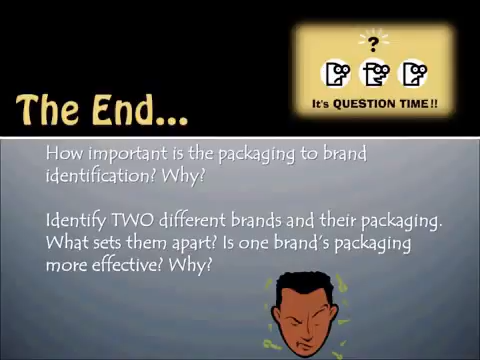 The End...
?
It's QUESTION TIME!!
How important is the packaging to brand
identification? Why?
Identify TWO different brands and their packaging.
What sets them apart? Is one brand's packaging
more effective? Why?